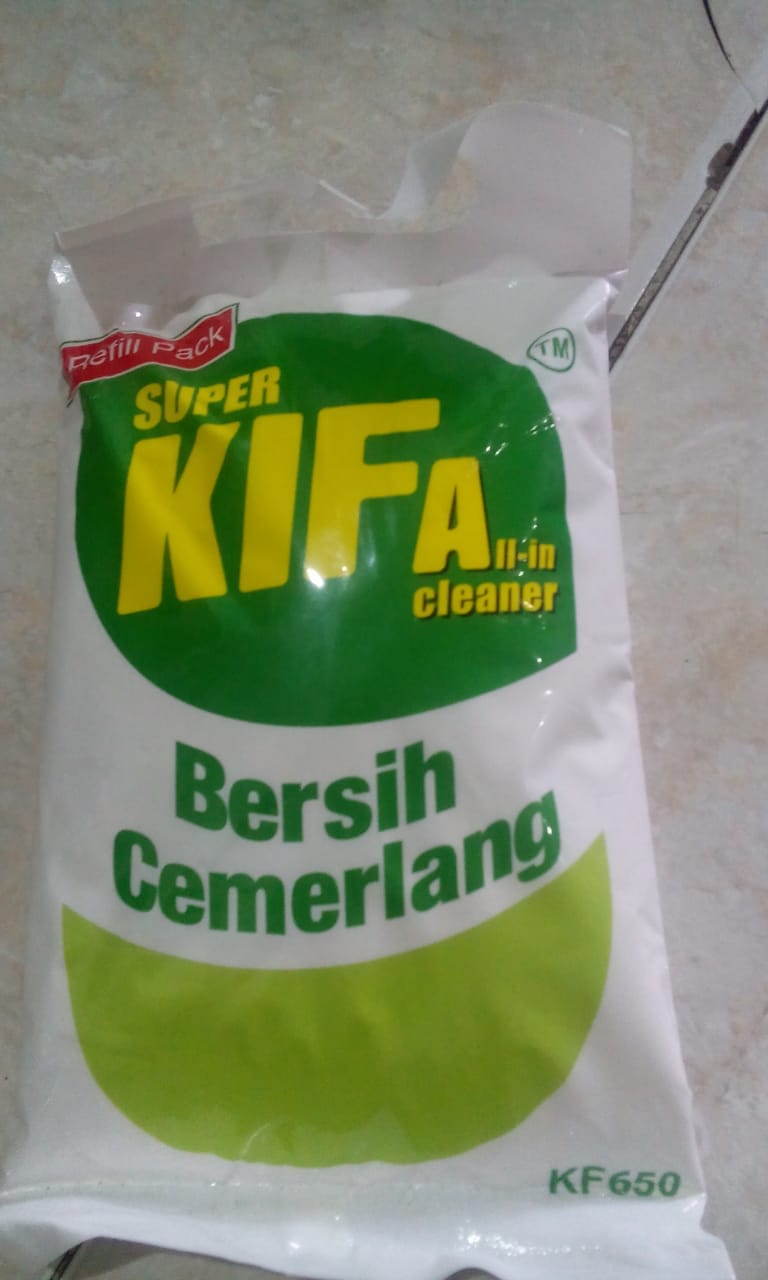 Refill Pack
TM
SUPER
KIFAll-in
cleaner
Bersih
Cemerlang
KF650